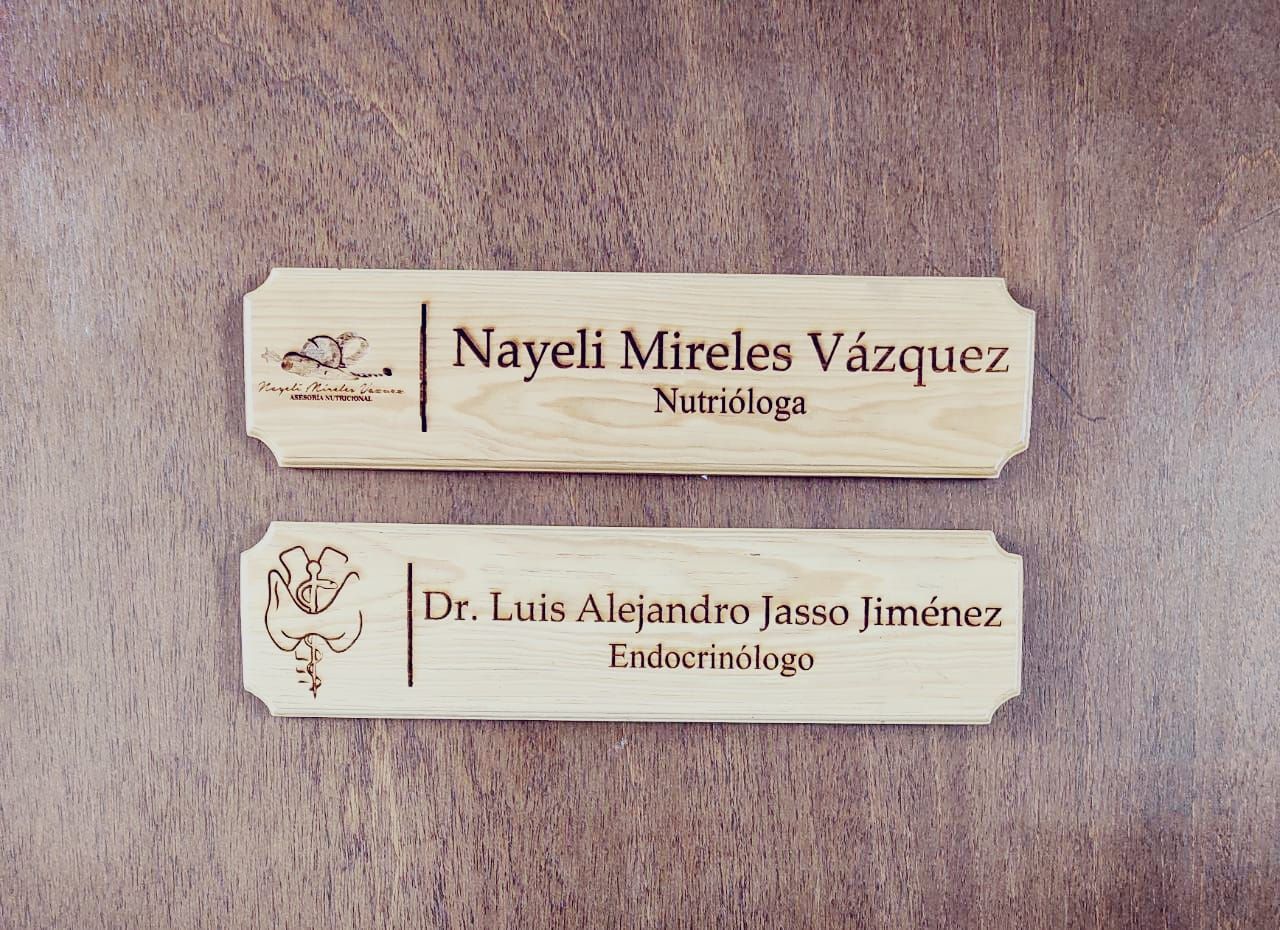 Nayeli Mireles Vázquez
Nutrióloga
Nayeli Mireles Vázquez
ASESORÍA NUTRICIONAL
Dr. Luis Alejandro Jasso Jiménez
Endocrinólogo